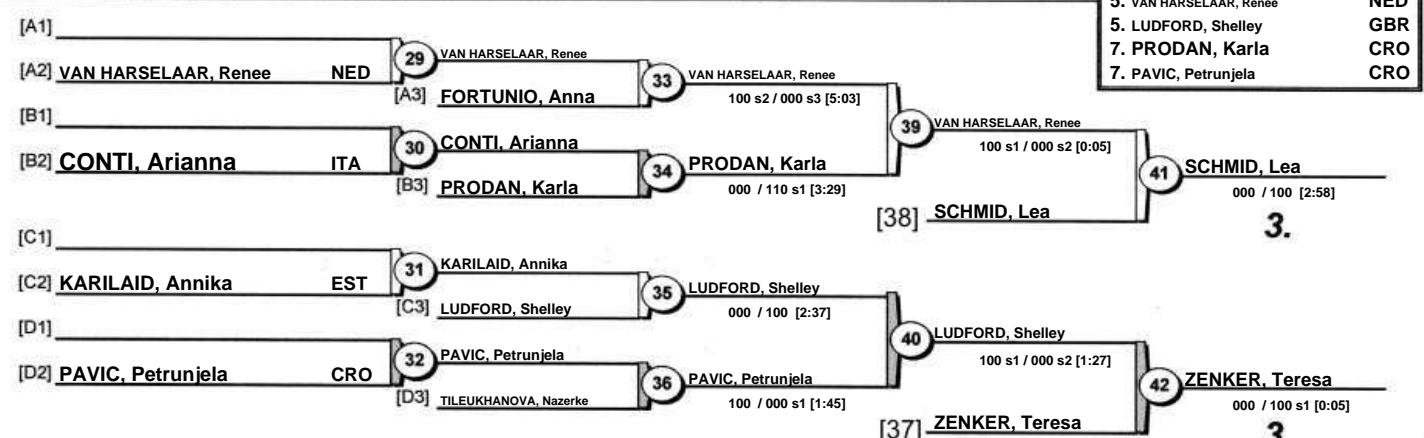 5. VAN HARSELAAR, Renee NED
5. LUDFORD, Shelley GBR
7. PRODAN, Karla CRO
7. PAVIC, Petrunjela CRO
[A1]
[A2] VAN HARSELAAR, Renee NED
29
VAN HARSELAAR, Renee
[A3] FORTUNIO, Anna
33
VAN HARSELAAR, Renee
100 s2 / 000 s3 [5:03]
[B1]
[B2] CONTI, Arianna ITA
30
CONTI, Arianna
[B3] PRODAN, Karla
34
PRODAN, Karla
000 / 110 s1 [3:29]
39
VAN HARSELAAR, Renee
100 s1 / 000 s2 [0:05]
[38] SCHMID, Lea
41
SCHMID, Lea
000 / 100 [2:58]
3.
[C1]
[C2] KARILAID, Annika EST
31
KARILAID, Annika
[C3] LUDFORD, Shelley
35
LUDFORD, Shelley
000 / 100 [2:37]
[D1]
[D2] PAVIC, Petrunjela CRO
32
PAVIC, Petrunjela
[D3] TILEUKHANOVA, Nazerke
36
PAVIC, Petrunjela
100 / 000 s1 [1:45]
40
LUDFORD, Shelley
100 s1 / 000 s2 [1:27]
[37] ZENKER, Teresa
42
ZENKER, Teresa
000 / 100 s1 [0:05]
3